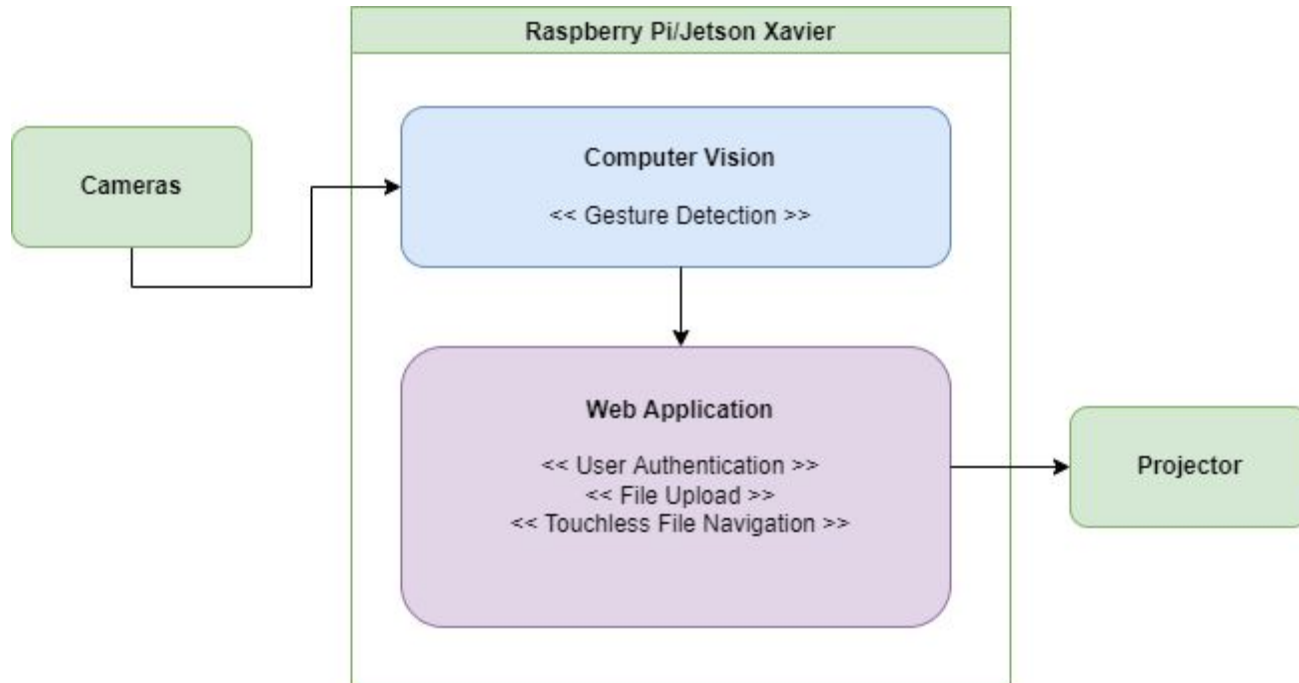 Raspberry Pi/Jetson Xavier
Cameras
Computer Vision
<< Gesture Detection >>
Web Application
<< User Authentication >>
<< File Upload >>
<< Touchless File Navigation >>
Projector